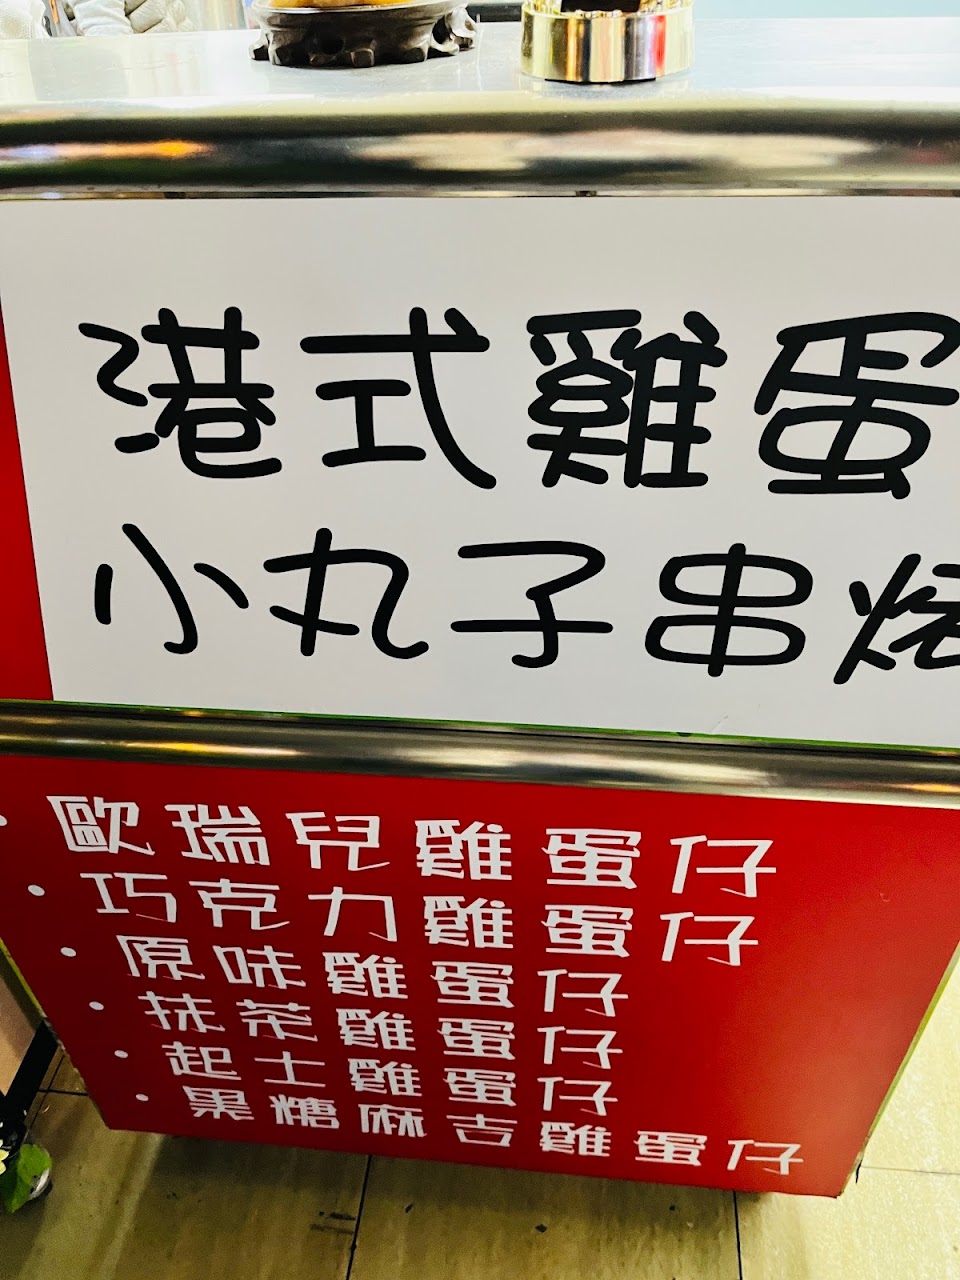 港式雞蛋
小丸子串燒
·歐瑞兒雞蛋仔
·巧克力雞蛋仔
·原味雞蛋仔
·抹茶雞蛋仔
·起士雞蛋仔
·黑糖麻吉雞蛋仔